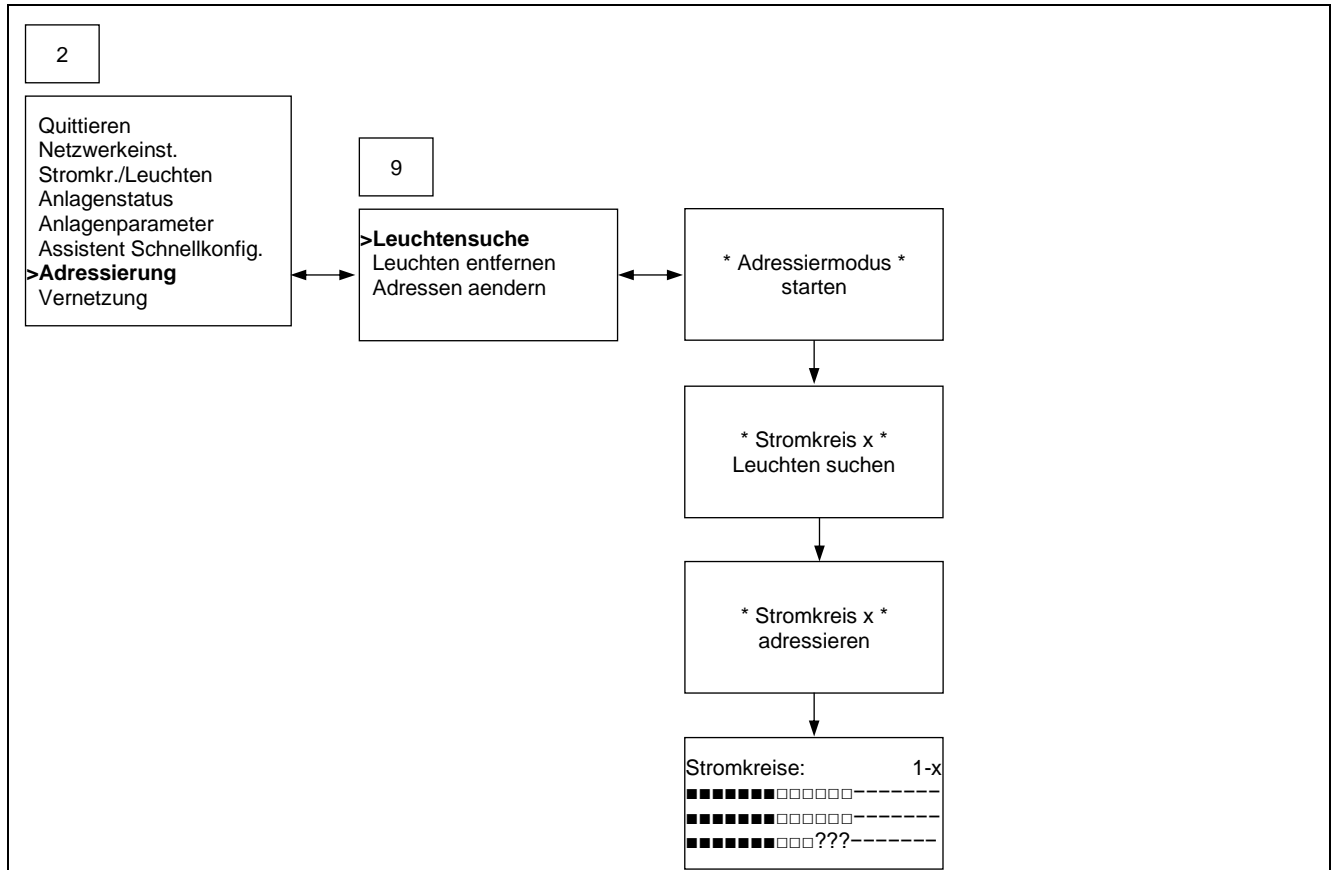 2
Quittieren
Netzwerkeinst.
Stromkr./Leuchten
Anlagenstatus
Anlagenparameter
Assistent Schnellkonfig.
>Adressierung
Vernetzung
9
>Leuchtensuche
Leuchten entfernen
Adressen aendern
* Adressiermodus *
starten
* Stromkreis x *
Leuchten suchen
* Stromkreis x *
adressieren
Stromkreise: 1-x
■■■■■■■□□□□□□-------
■■■■■■■□□□□□□-------
■■■■■■■□□□???-------